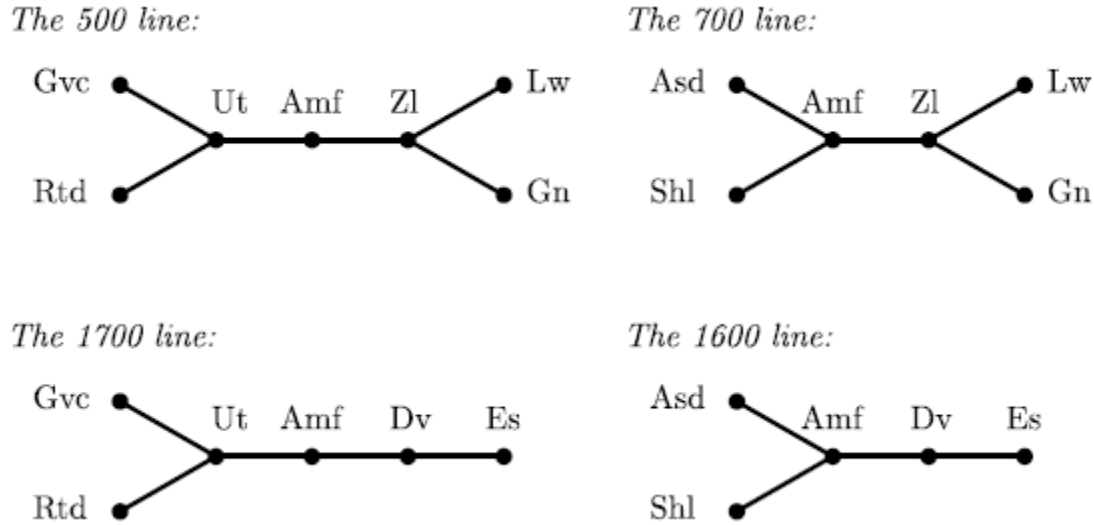 The 500 line:
Gvc
Ut Amf Zl
Lw
Rtd
Gn
The 700 line:
Asd
Amf Zl
Lw
Shl
Gn
The 1700 line:
Gvc
Ut Amf Dv Es
Rtd
The 1600 line:
Asd
Amf Dv Es
Shl